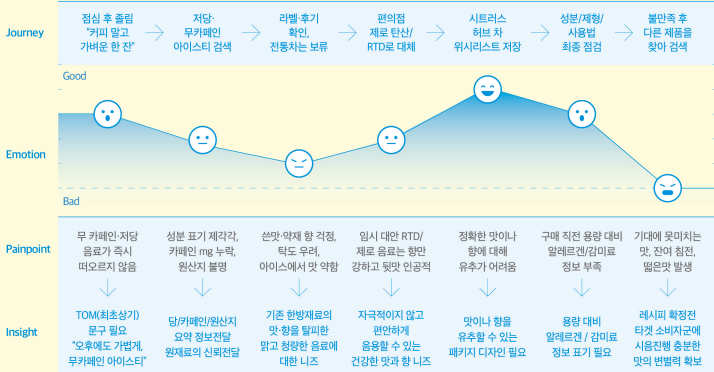 Journey
점심 후 졸림
"커피 말고
가벼운 한 잔"
저당·
무카페인
아이스티 검색
라벨·후기
확인,
전통차는 보류
편의점
제로 탄산/
RTD로 대체
시트러스
허브 차
위시리스트 저장
성분/제형/
사용법
최종 점검
불만족 후
다른 제품을
찾아 검색
Good
Emotion
Bad
Painpoint
무 카페인·저당
음료가 즉시
떠오르지 않음
성분 표기 제각각,
카페인 mg 누락,
원산지 불명
쓴맛·약재 향 걱정,
탁도 우려,
아이스에서 맛 약함
임시 대안 RTD/
제로 음료는 향만
강하고 뒷맛 인공적
정확한 맛이나
향에 대해
유추가 어려움
구매 직전 용량 대비
알레르겐/감미료
정보 부족
기대에 못미치는
맛, 잔여 침전,
떫은맛 발생
Insight
TOM(최초상기)
문구 필요
"오후에도 가볍게,
무카페인 아이스티"
당/카페인/원산지
요약 정보전달
원재료의 신뢰전달
기존 한방재료의
맛·향을 탈피한
맑고 청량한 음료에
대한 니즈
자극적이지 않고
편안하게
음용할 수 있는
건강한 맛과 향 니즈
맛이나 향을
유추할 수 있는
패키지 디자인 필요
용량 대비
알레르겐 / 감미료
정보 표기 필요
레시피 확정전
타겟 소비자군에
시음진행 충분한
맛의 변별력 확보